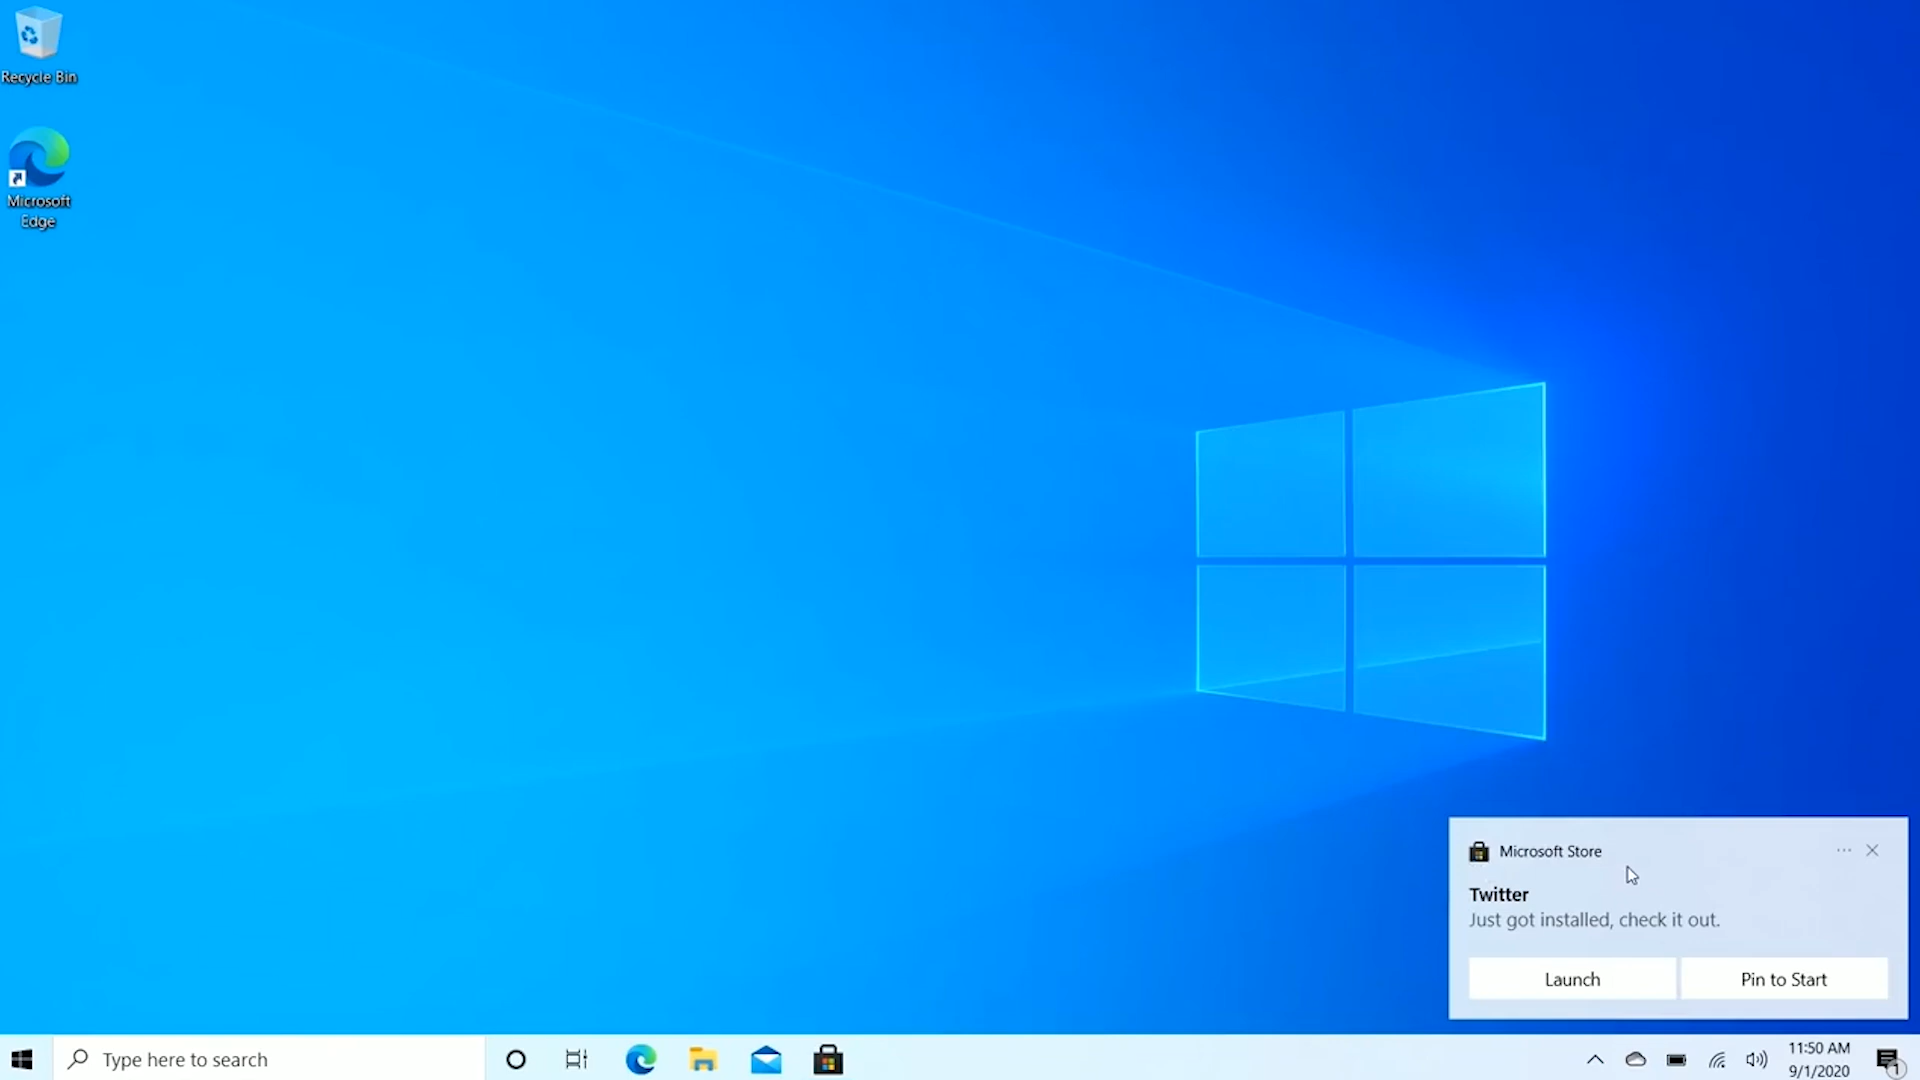 Recycle Bin
Microsoft
Edge
Microsoft Store
Twitter
Just got installed, check it out.
Launch
Pin to Start
Type here to search
11:50 AM
9/1/2020
1